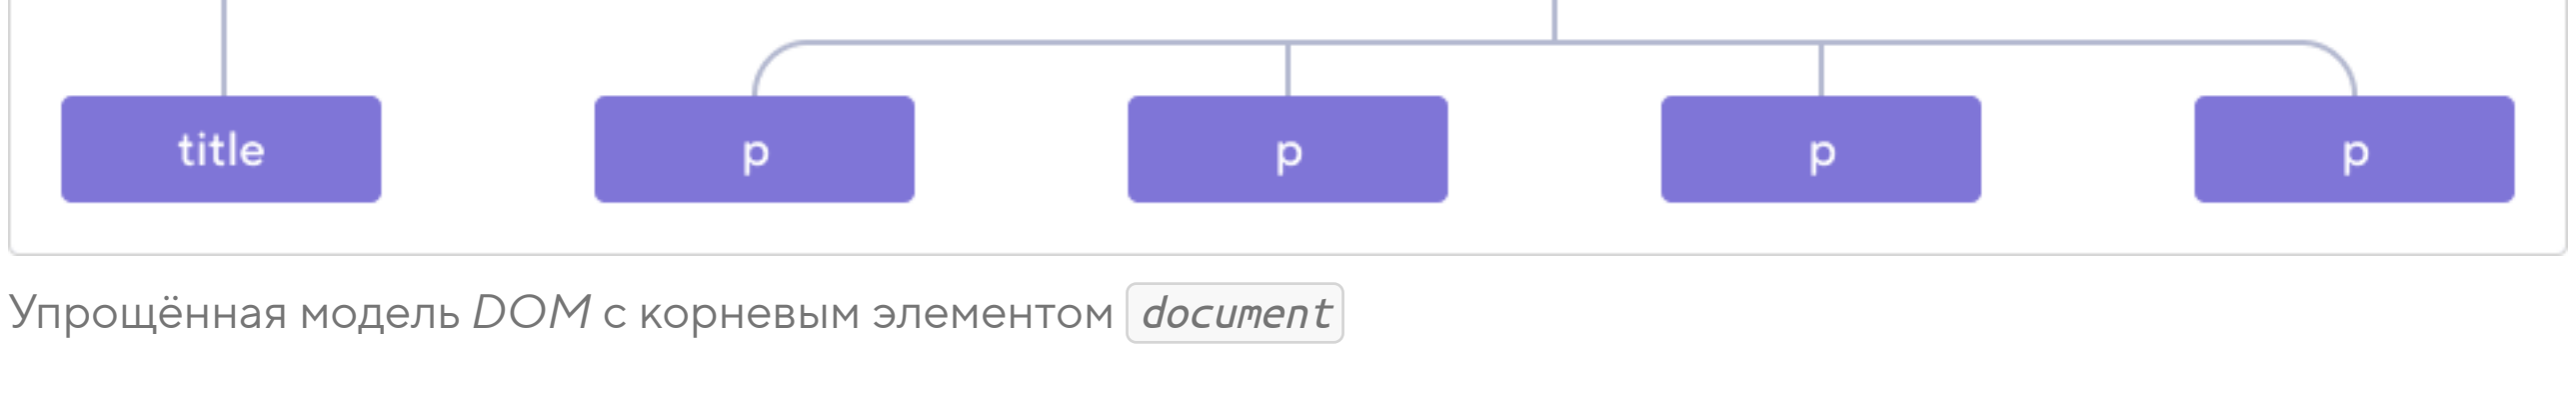 title p p p p
Упрощённая модель DOM с корневым элементом document